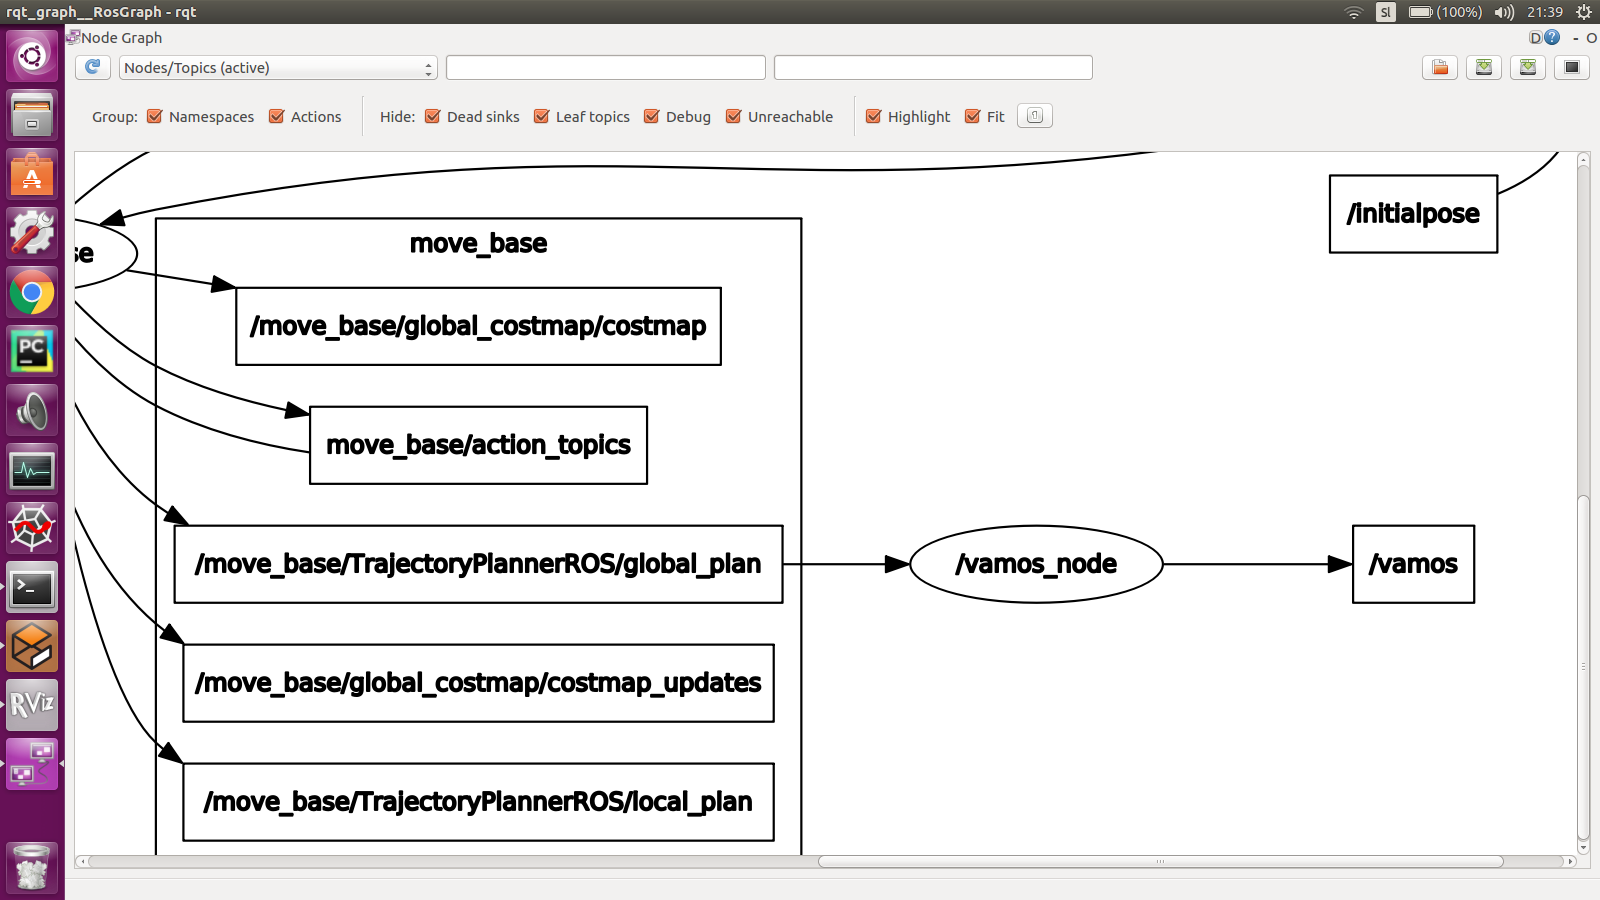 rqt_graph__RosGraph - rqt
Sl (100%) 21:39
Node Graph
D ? - O
Nodes/Topics (active)
Group: Namespaces Actions Hide: Dead sinks Leaf topics Debug Unreachable Highlight Fit
/initialpose
move_base
se
/move_base/global_costmap/costmap
move_base/action_topics
/move_base/TrajectoryPlannerROS/global_plan
/vamos_node
/vamos
/move_base/global_costmap/costmap_updates
/move_base/TrajectoryPlannerROS/local_plan
PC
>_
RViz